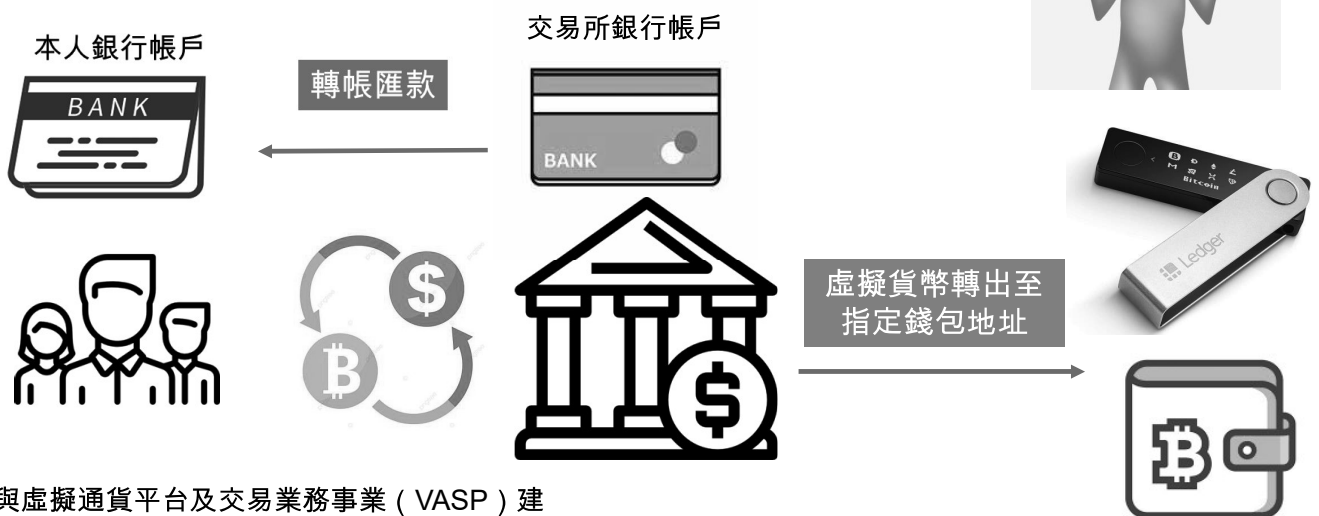 交易所銀行帳戶
本人銀行帳戶
轉帳匯款
BANK
BANK
Bitcoin
Ledger
虛擬貨幣轉出至
指定錢包地址
與虛擬通貨平台及交易業務事業（VASP）建